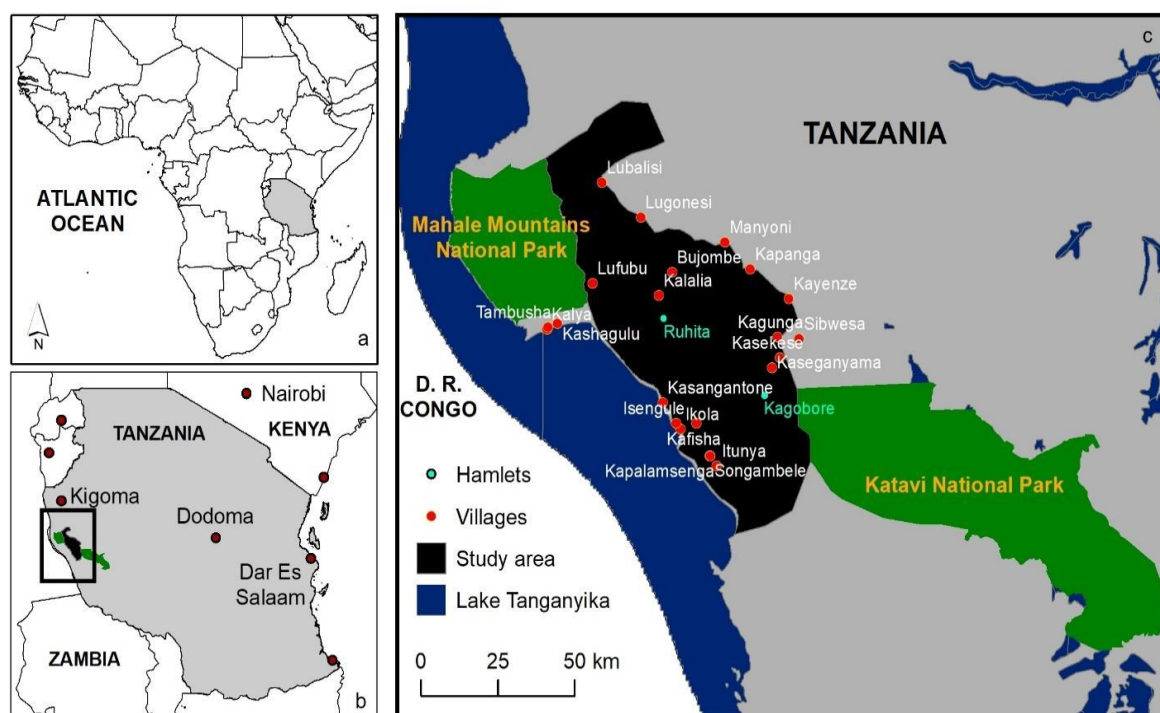 ATLANTIC
OCEAN
N
a
Nairobi
TANZANIA
KENYA
Kigoma
Dodoma
Dar Es
Salaam
ZAMBIA
b
c
TANZANIA
Lubalisi
Lugonesi
Mahale Mountains
National Park
Manyoni
Bujombe
Kapanga
Lufubu
Kalalia
Kayenze
Tambusha
Kalya
Kashagulu
Ruhita
Kagunga
Sibwesa
Kasekese
Kaseganyama
D. R.
CONGO
Kasangantone
Kagobore
Isengule
Ikola
Kafisha
Itunya
Kapalamsenga
Songambele
Katavi National Park
Hamlets
Villages
Study area
Lake Tanganyika
0 25 50 km